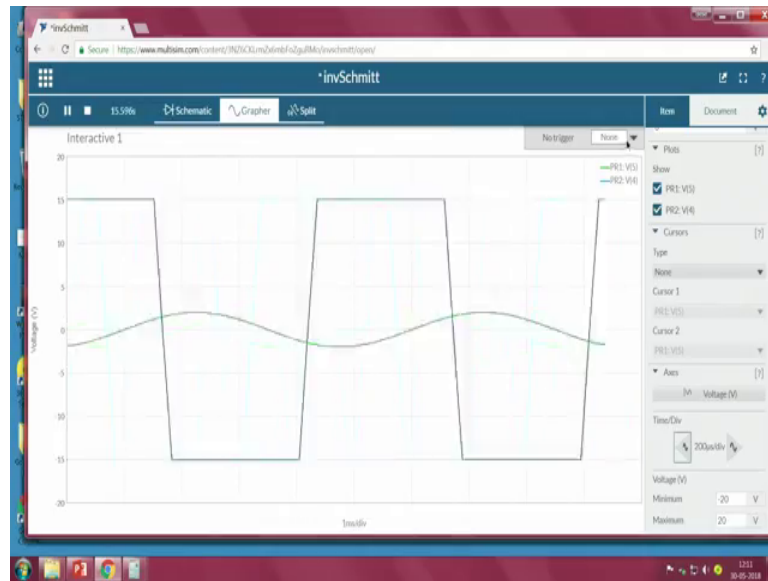 *invSchmitt
Secure | https://www.multisim.com/content/
/invschmitt/open/
*invSchmitt
15.596s
Schematic
Grapher
Split
Item
Document
Interactive 1
No trigger
None
PR1: V(5)
PR2: V(4)
20
15
10
5
0
-5
10
15
-20
Voltage (V)
1ms/div
Plots
[?]
Show
PR1: V(5)
PR2: V(4)
Cursors
[?]
Type
None
Cursor 1
PR1: V(5)
Cursor 2
PR1: V(5)
Axes
[?]
Voltage (V)
Time/Div
200µs/div
Voltage (V)
Minimum
-20
V
Maximum
20
V
12:11
30-05-2018